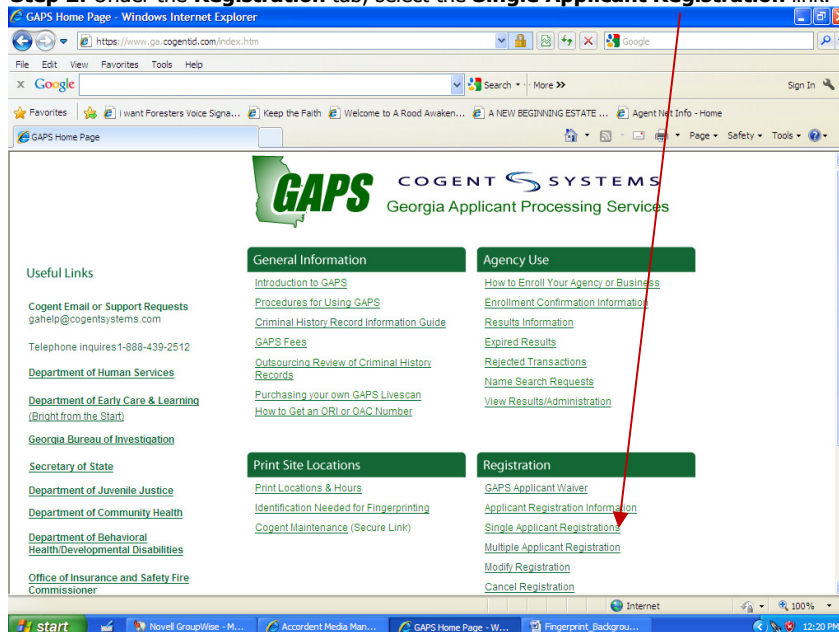 Step 2: Under the Registration tab, select the Single Applicant Registration link.
GAPS Home Page - Windows Internet Explorer
https://www.ga.cogentid.com/index.htm
Google
File Edit View Favorites Tools Help
x Google Search More >> Sign In
Favorites I want Foresters Voice Signa... Keep the Faith Welcome to A Rood Awaken... A NEW BEGINNING ESTATE ... Agent Net Info - Home
GAPS Home Page Page Safety Tools
GAPS COGENT SYSTEMS
Georgia Applicant Processing Services
Useful Links
Cogent Email or Support Requests
gahelp@cogentsystems.com
Telephone inquires1-888-439-2512
Department of Human Services
Department of Early Care & Learning
(Bright from the Start)
Georgia Bureau of Investigation
Secretary of State
Department of Juvenile Justice
Department of Community Health
Department of Behavioral
Health/Developmental Disabilities
Office of Insurance and Safety Fire
Commissioner
General Information
Introduction to GAPS
Procedures for Using GAPS
Criminal History Record Information Guide
GAPS Fees
Outsourcing Review of Criminal History
Records
Purchasing your own GAPS Livescan
How to Get an ORI or OAC Number
Agency Use
How to Enroll Your Agency or Business
Enrollment Confirmation Information
Results Information
Expired Results
Rejected Transactions
Name Search Requests
View Results/Administration
Print Site Locations
Print Locations & Hours
Identification Needed for Fingerprinting
Cogent Maintenance (Secure Link)
Registration
GAPS Applicant Waiver
Applicant Registration Information
Single Applicant Registrations
Multiple Applicant Registration
Modify Registration
Cancel Registration
Internet 100%
start Novell GroupWise - M... Accordent Media Man... GAPS Home Page - W... Fingerprint_Backgrou... 12:20 PM